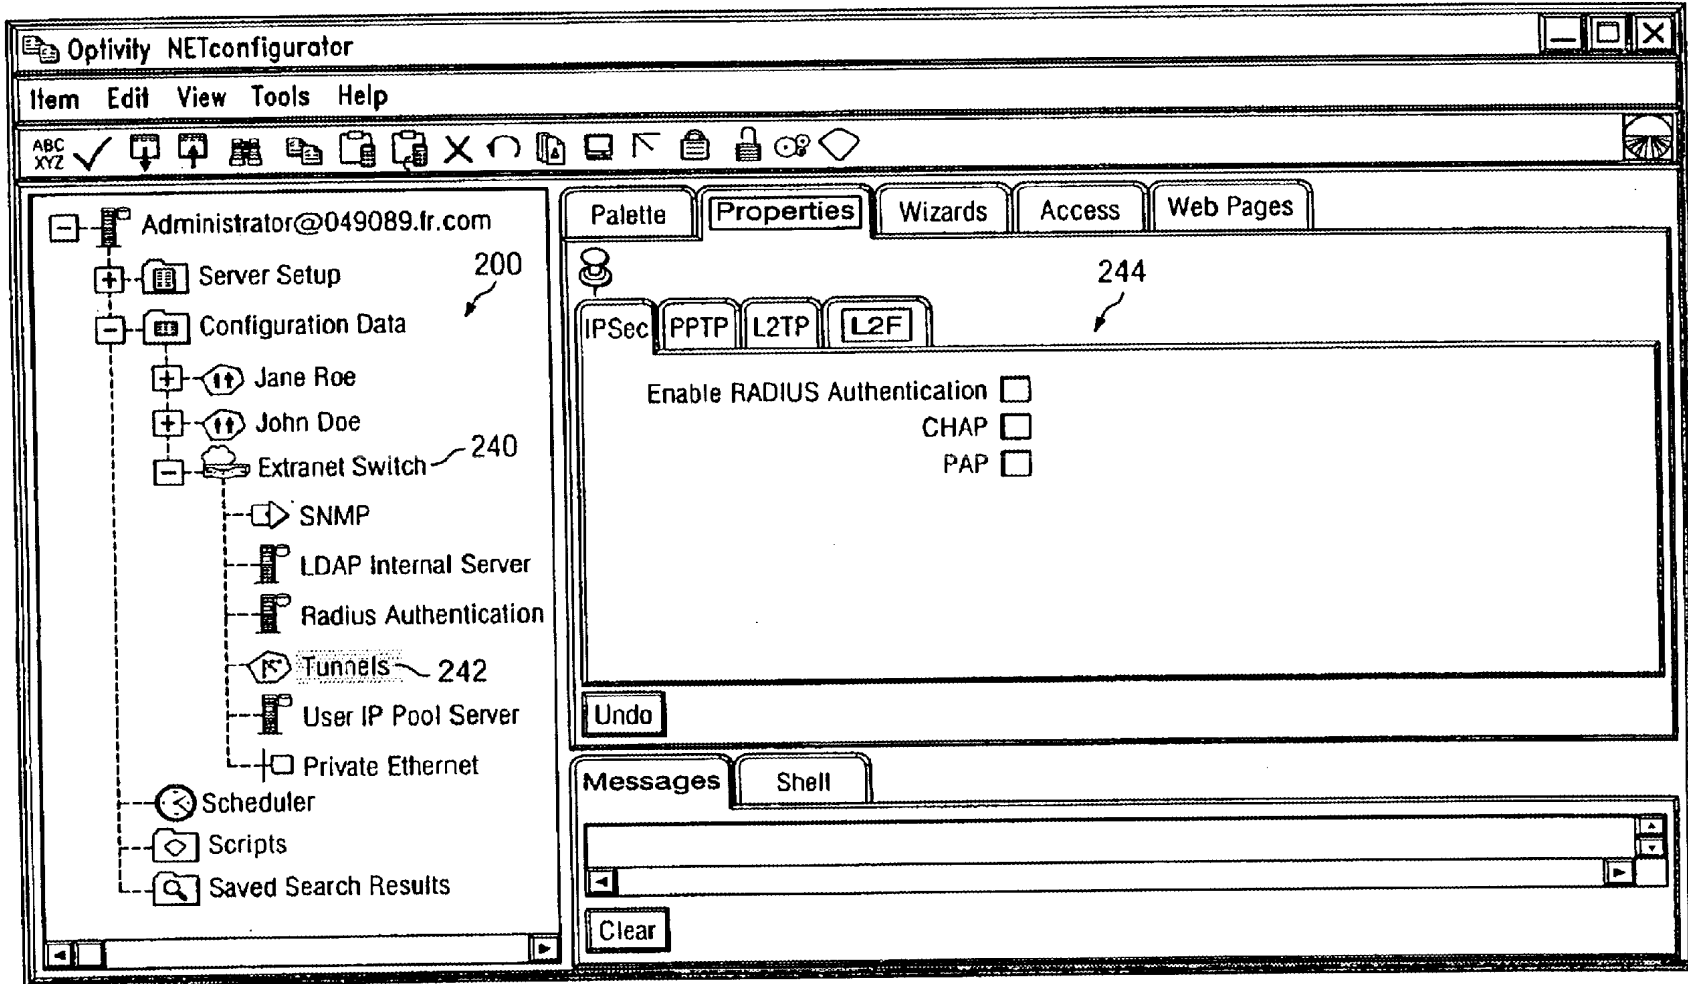 Optivity NETconfigurator
Item Edit View Tools Help
ABC
XYZ
Administrator@049089.fr.com
Server Setup
200
Configuration Data
Jane Roe
John Doe
Extranet Switch 240
SNMP
LDAP Internal Server
Radius Authentication
Tunnels 242
User IP Pool Server
Private Ethernet
Scheduler
Scripts
Saved Search Results
Palette Properties Wizards Access Web Pages
244
IPSec PPTP L2TP L2F
Enable RADIUS Authentication
CHAP
PAP
Undo
Messages Shell
Clear